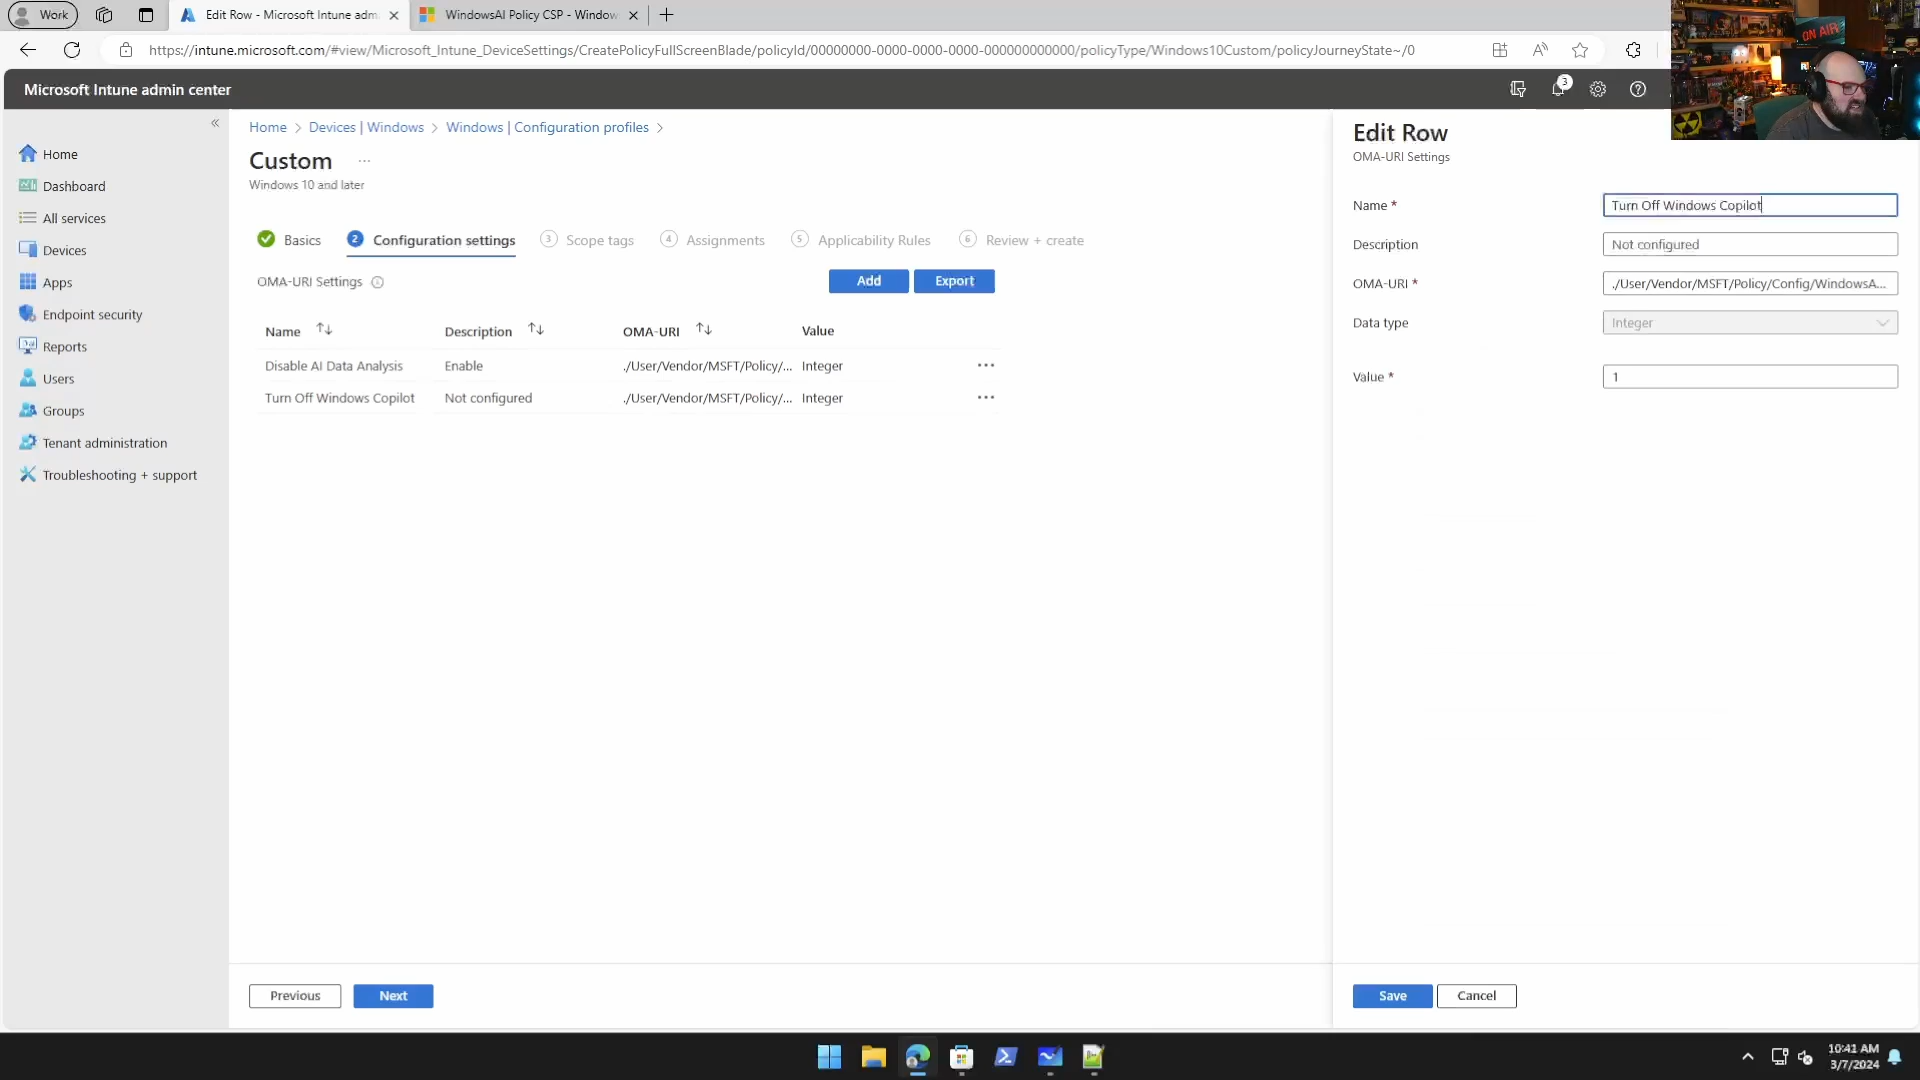 Work
Edit Row - Microsoft Intune adm
WindowsAI Policy CSP - Window
https://intune.microsoft.com/#view/Microsoft_Intune_DeviceSettings/CreatePolicyFullScreenBlade/policyId/00000000-0000-0000-0000-000000000000/policyType/Windows10Custom/policyJourneyState~/0
ON AIR
Microsoft Intune admin center
3
Home
Dashboard
All services
Devices
Apps
Endpoint security
Reports
Users
Groups
Tenant administration
Troubleshooting + support
Home > Devices | Windows > Windows | Configuration profiles >
Custom ...
Windows 10 and later
Basics
2 Configuration settings
3 Scope tags
4 Assignments
5 Applicability Rules
6 Review + create
OMA-URI Settings
Add
Export
Name Description OMA-URI Value
Disable AI Data Analysis Enable ./User/Vendor/MSFT/Policy/... Integer ...
Turn Off Windows Copilot Not configured ./User/Vendor/MSFT/Policy/... Integer ...
Previous
Next
Edit Row
OMA-URI Settings
Name * Turn Off Windows Copilot
Description Not configured
OMA-URI * ./User/Vendor/MSFT/Policy/Config/WindowsA...
Data type Integer
Value * 1
Save
Cancel
10:41 AM
3/7/2024